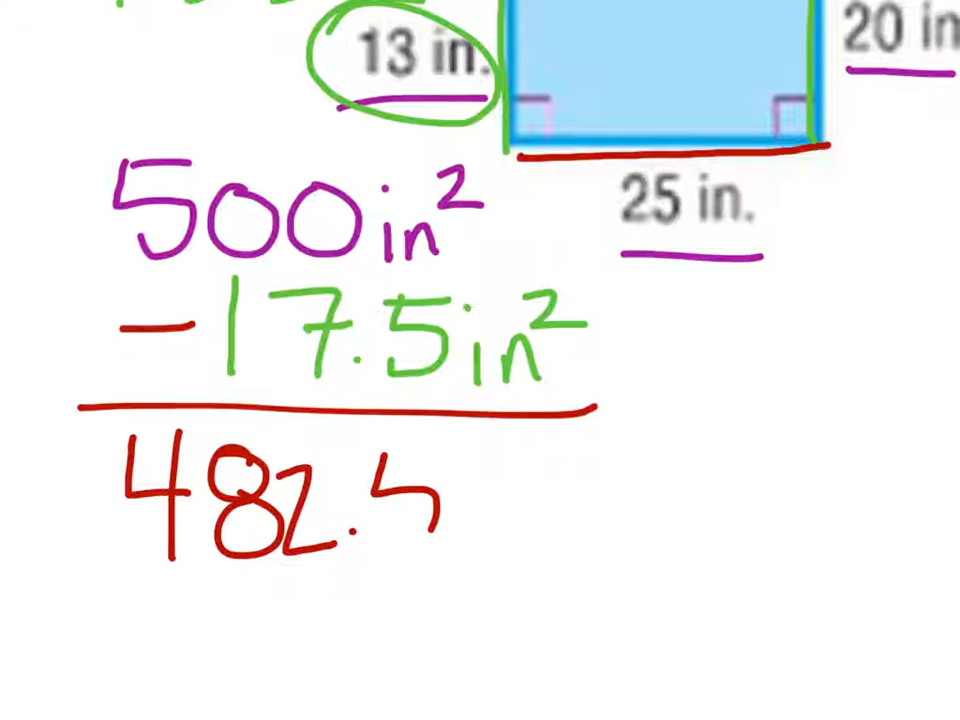 13 in.
20 in
25 in.
500 in²
- 17.5 in²
482.5